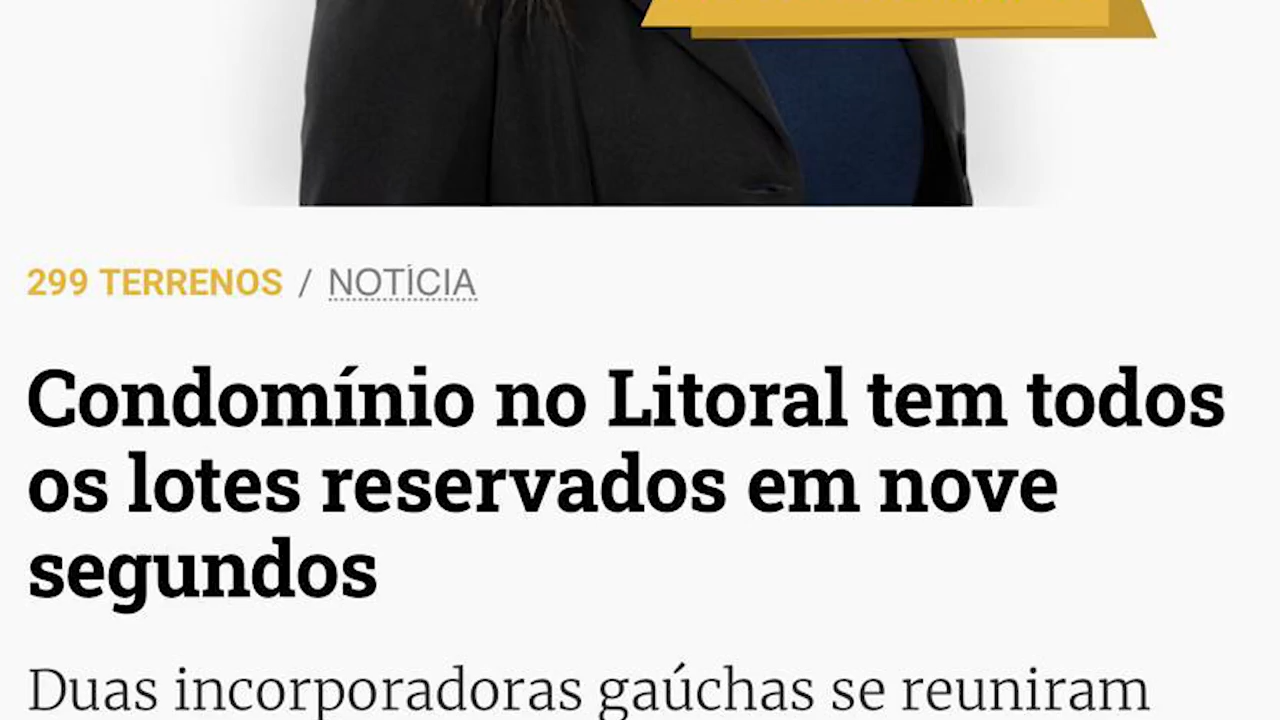 299 TERRENOS / NOTÍCIA
Condomínio no Litoral tem todos
os lotes reservados em nove
segundos
Duas incorporadoras gaúchas se reuniram